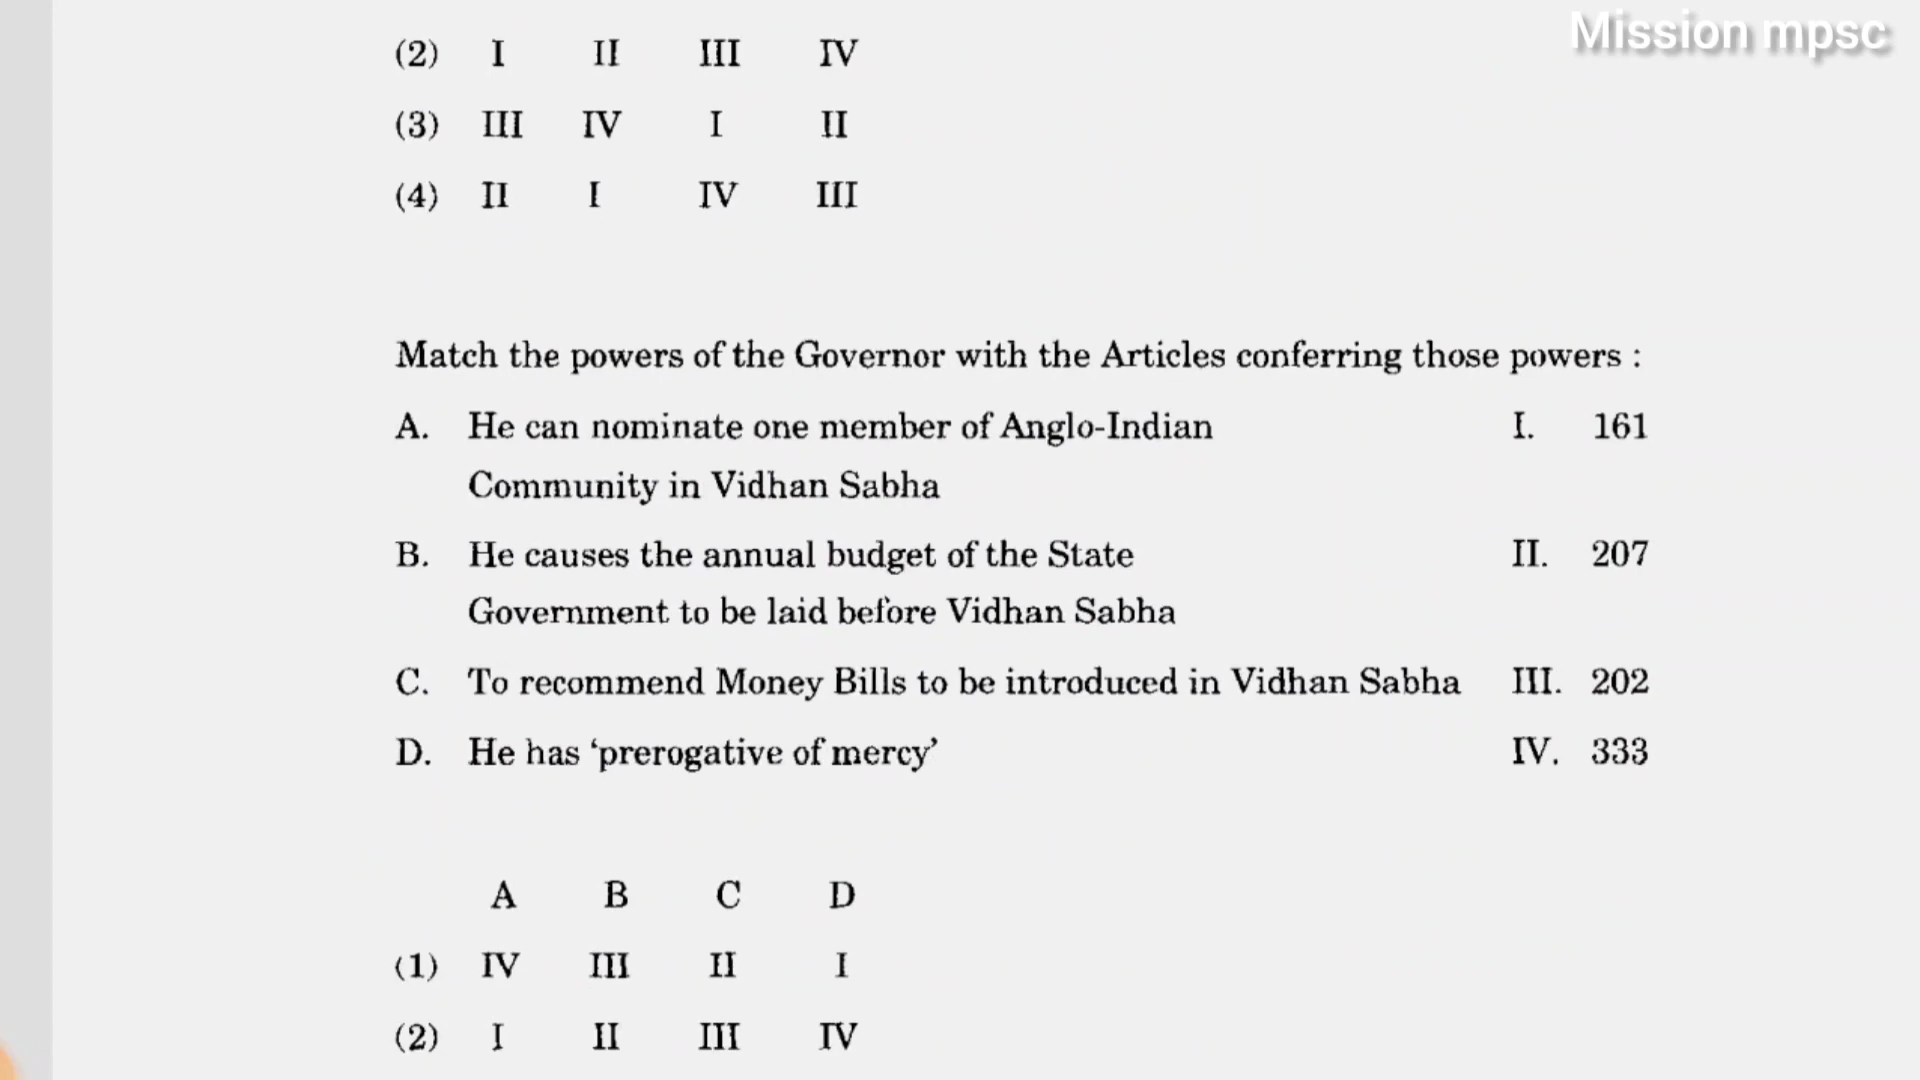 Mission mpsc
(2) I II III IV
(3) III IV I II
(4) II I IV III
Match the powers of the Governor with the Articles conferring those powers :
A. He can nominate one member of Anglo-Indian I. 161
Community in Vidhan Sabha
B. He causes the annual budget of the State II. 207
Government to be laid before Vidhan Sabha
C. To recommend Money Bills to be introduced in Vidhan Sabha III. 202
D. He has ‘prerogative of mercy’ IV. 333
A B C D
(1) IV III II I
(2) I II III IV